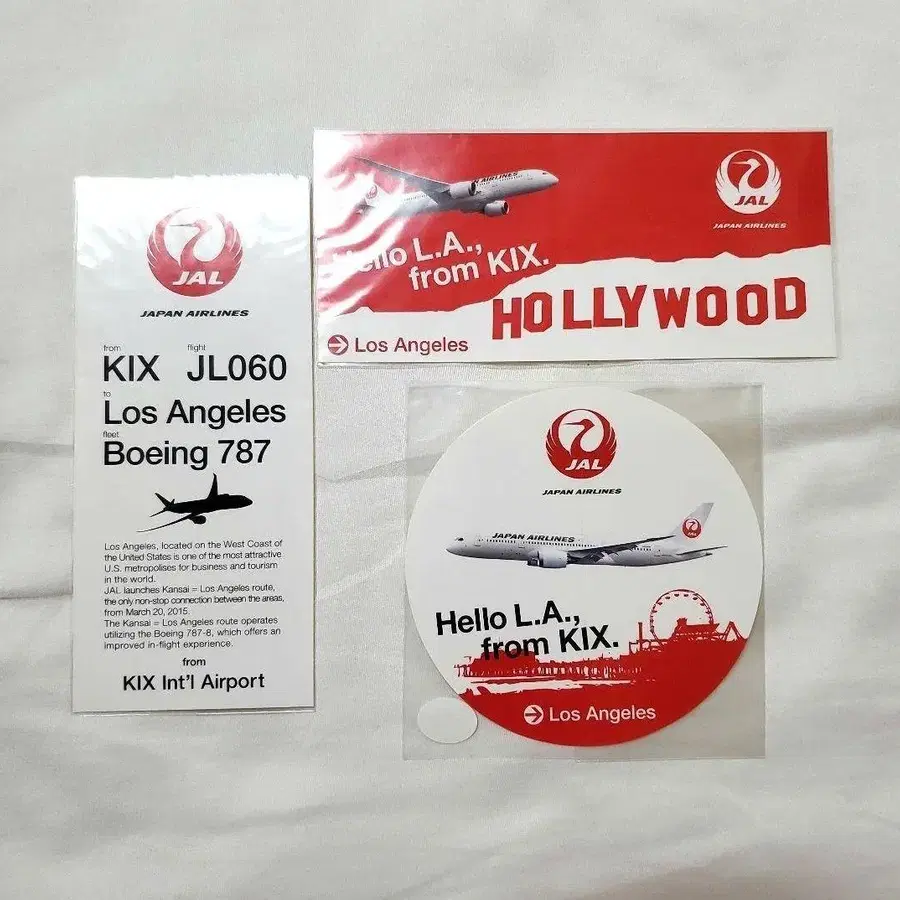 JAL
JAPAN AIRLINES
from flight
KIX JL060
to
Los Angeles
fleet
Boeing 787
Los Angeles, located on the West Coast of
the United States is one of the most attractive
U.S. metropolises for business and tourism
in the world.
JAL launches Kansai = Los Angeles route,
the only non-stop connection between the areas,
from March 20, 2015.
The Kansai = Los Angeles route operates
utilizing the Boeing 787-8, which offers an
improved in-flight experience.
from
KIX Int'l Airport
AIRLINES
JAL
JAPAN AIRLINES
Hello L.A.,
from KIX.
HOLLYWOOD
Los Angeles
JAL
JAPAN AIRLINES
JAPAN AIRLINES
JAL
Hello L.A.,
from KIX.
Los Angeles